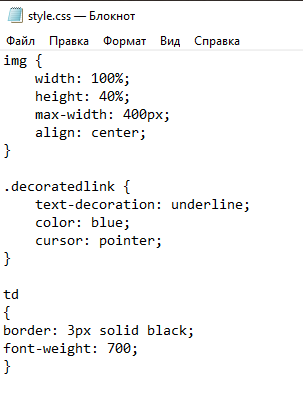 style.css — Блокнот
Файл Правка Формат Вид Справка
img {
    width: 100%;
    height: 40%;
    max-width: 400px;
    align: center;
}

.decoratedlink {
    text-decoration: underline;
    color: blue;
    cursor: pointer;
}

td
{
border: 3px solid black;
font-weight: 700;
}